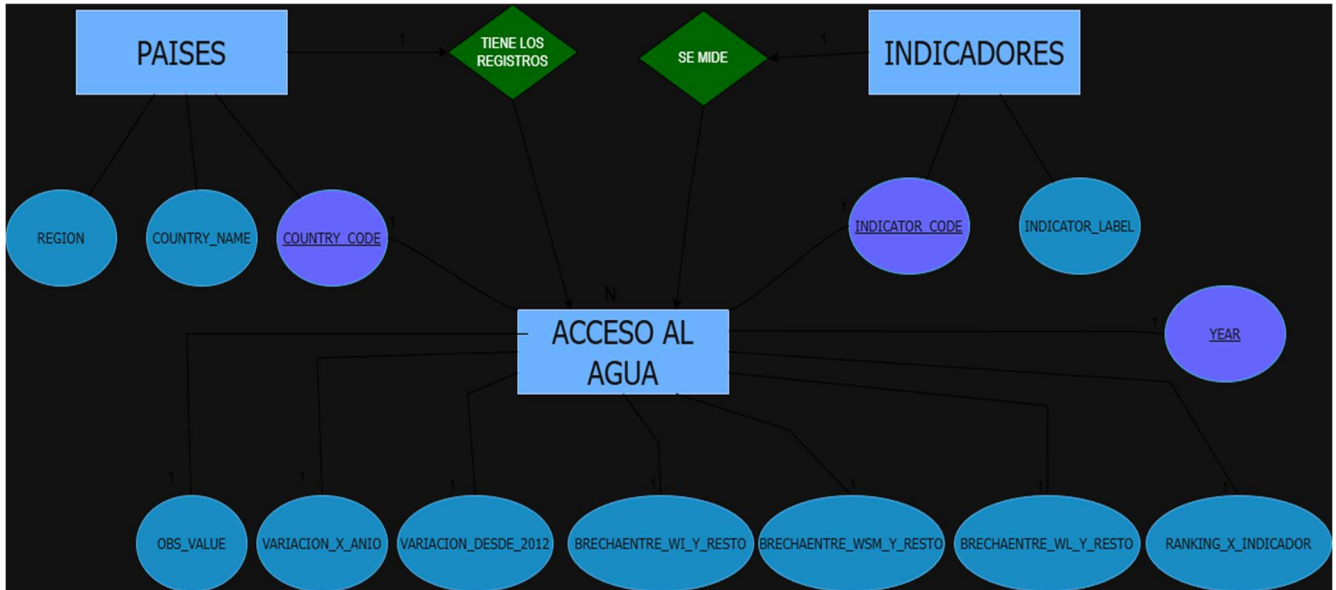 PAISES
1
TIENE LOS
REGISTROS
SE MIDE
1
INDICADORES
REGION
COUNTRY_NAME
COUNTRY_CODE
1
1
INDICATOR_CODE
INDICATOR_LABEL
N
ACCESO AL
AGUA
1
YEAR
1
1
1
1
1
1
1
OBS_VALUE
VARIACION_X_ANIO
VARIACION_DESDE_2012
BRECHAENTRE_WI_Y_RESTO
BRECHAENTRE_WSM_Y_RESTO
BRECHAENTRE_WL_Y_RESTO
RANKING_X_INDICADOR